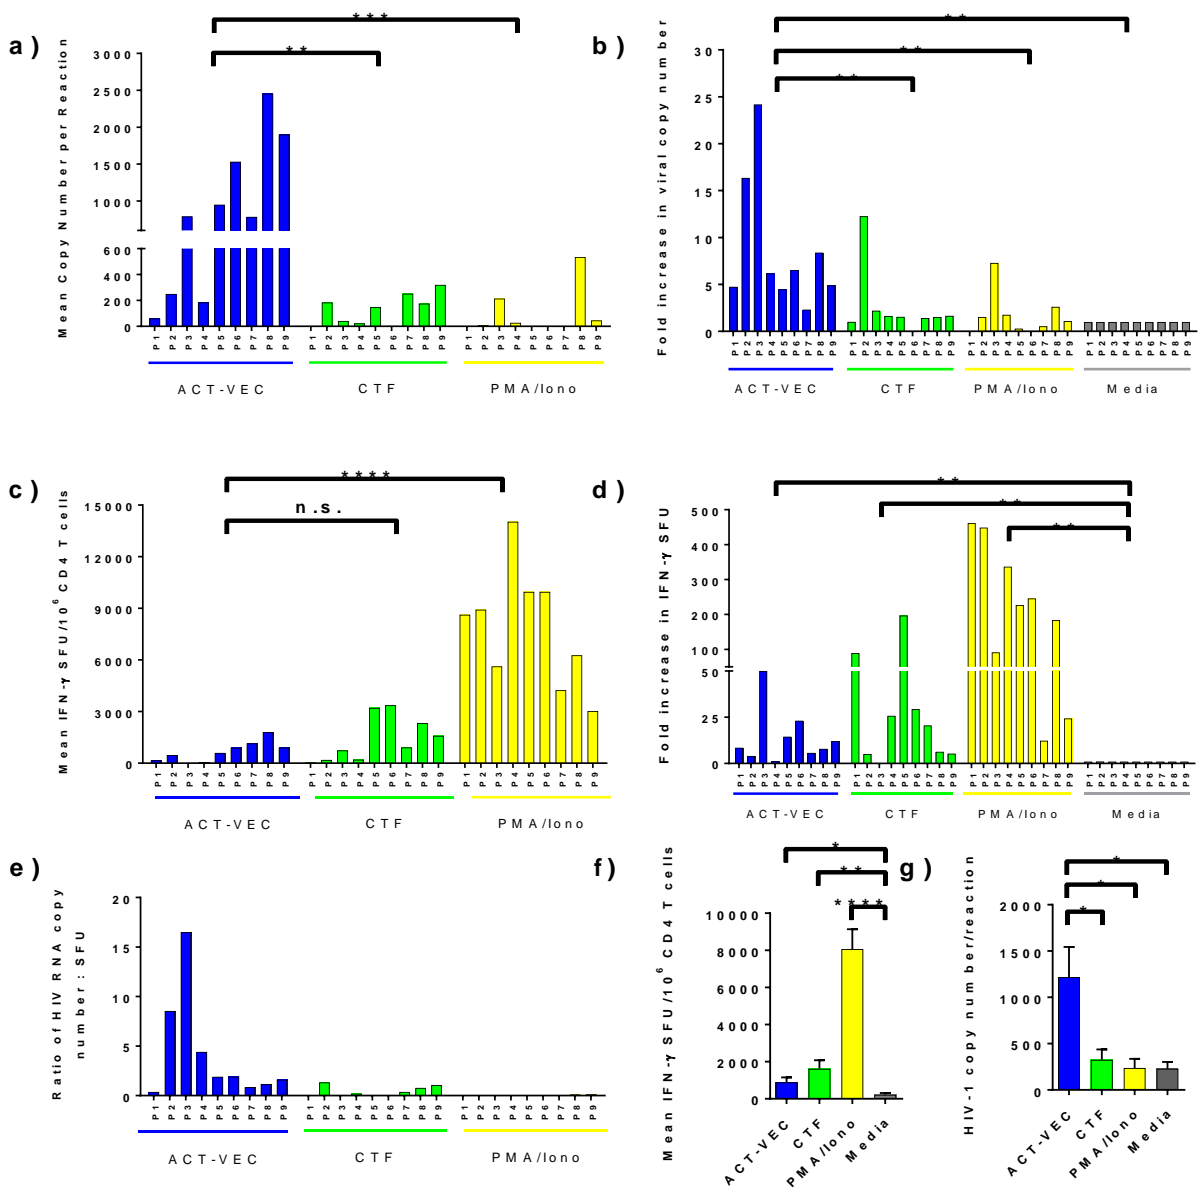 a)
***
**
Mean Copy Number per Reaction
3000
2500
2000
1500
1000
600
400
200
0
P1 P2 P3 P4 P5 P6 P7 P8 P9 P1 P2 P3 P4 P5 P6 P7 P8 P9 P1 P2 P3 P4 P5 P6 P7 P8 P9
ACT-VEC CTF PMA/Iono
b)
**
**
**
Fold increase in viral copy number
30
25
20
15
10
5
0
P1 P2 P3 P4 P5 P6 P7 P8 P9 P1 P2 P3 P4 P5 P6 P7 P8 P9 P1 P2 P3 P4 P5 P6 P7 P8 P9 P1 P2 P3 P4 P5 P6 P7 P8 P9
ACT-VEC CTF PMA/Iono Media
c)
****
n.s.
Mean IFN-γ SFU/10⁶ CD4 T cells
15000
12000
9000
6000
3000
0
P1 P2 P3 P4 P5 P6 P7 P8 P9 P1 P2 P3 P4 P5 P6 P7 P8 P9 P1 P2 P3 P4 P5 P6 P7 P8 P9
ACT-VEC CTF PMA/Iono
d)
**
**
**
Fold increase in IFN-γ SFU
500
400
300
200
100
50
25
0
P1 P2 P3 P4 P5 P6 P7 P8 P9 P1 P2 P3 P4 P5 P6 P7 P8 P9 P1 P2 P3 P4 P5 P6 P7 P8 P9 P1 P2 P3 P4 P5 P6 P7 P8 P9
ACT-VEC CTF PMA/Iono Media
e)
Ratio of HIV RNA copy
number: SFU
20
15
10
5
0
P1 P2 P3 P4 P5 P6 P7 P8 P9 P1 P2 P3 P4 P5 P6 P7 P8 P9 P1 P2 P3 P4 P5 P6 P7 P8 P9
ACT-VEC CTF PMA/Iono
f)
*
**
****
Mean IFN-γ SFU/10⁶ CD4 T cells
10000
8000
6000
4000
2000
0
ACT-VEC CTF PMA/Iono Media
g)
*
*
*
HIV-1 copy number/reaction
2000
1500
1000
500
0
ACT-VEC CTF PMA/Iono Media